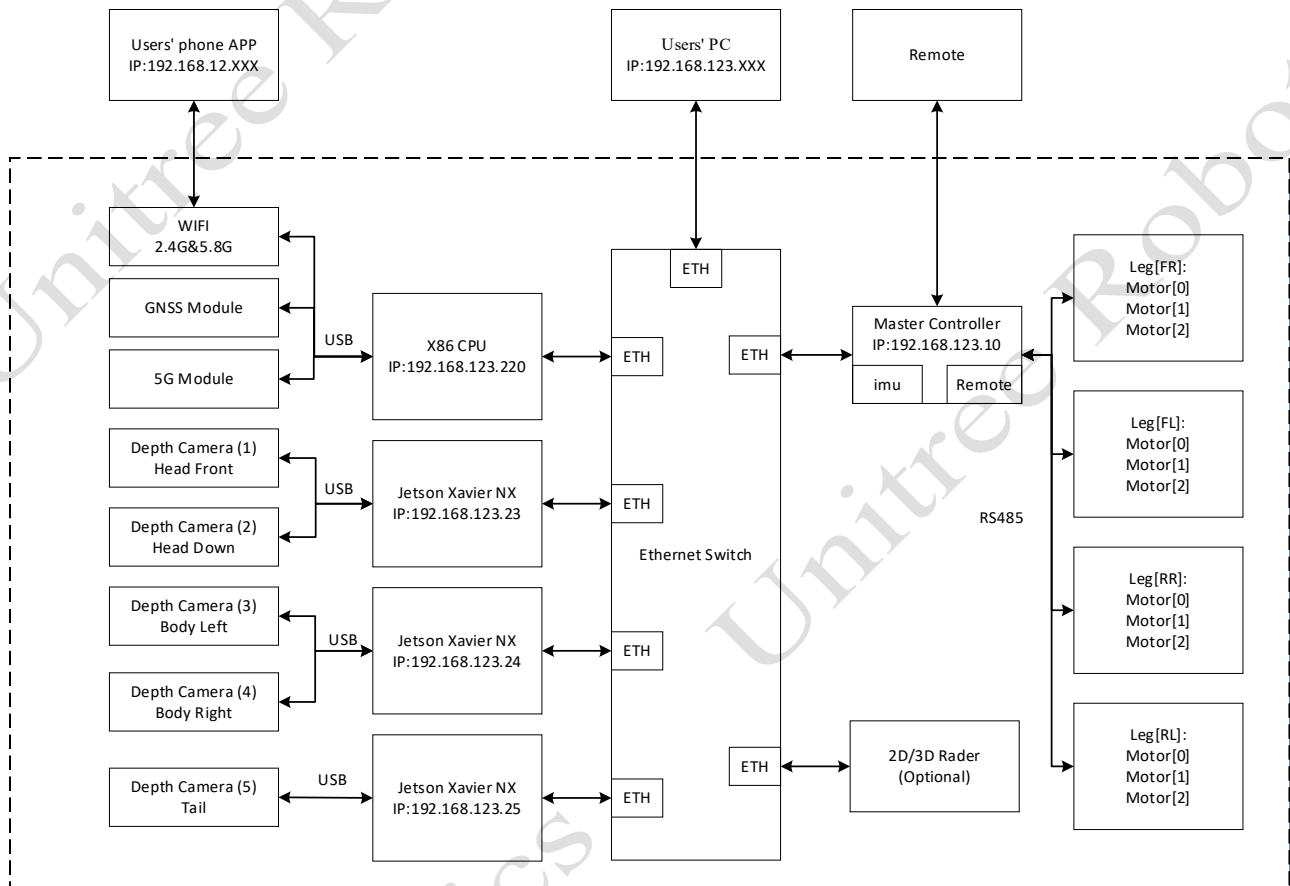 Users' phone APP
IP:192.168.12.XXX
Users' PC
IP:192.168.123.XXX
Remote
WIFI
2.4G&5.8G
GNSS Module
5G Module
USB
X86 CPU
IP:192.168.123.220
Depth Camera (1)
Head Front
Depth Camera (2)
Head Down
USB
Jetson Xavier NX
IP:192.168.123.23
Depth Camera (3)
Body Left
Depth Camera (4)
Body Right
USB
Jetson Xavier NX
IP:192.168.123.24
Depth Camera (5)
Tail
USB
Jetson Xavier NX
IP:192.168.123.25
ETH
ETH
ETH
ETH
ETH
ETH
ETH
Ethernet Switch
Master Controller
IP:192.168.123.10
imu
Remote
2D/3D Rader
(Optional)
RS485
Leg[FR]:
Motor[0]
Motor[1]
Motor[2]
Leg[FL]:
Motor[0]
Motor[1]
Motor[2]
Leg[RR]:
Motor[0]
Motor[1]
Motor[2]
Leg[RL]:
Motor[0]
Motor[1]
Motor[2]
Unitree R
Unitree Robot
ics